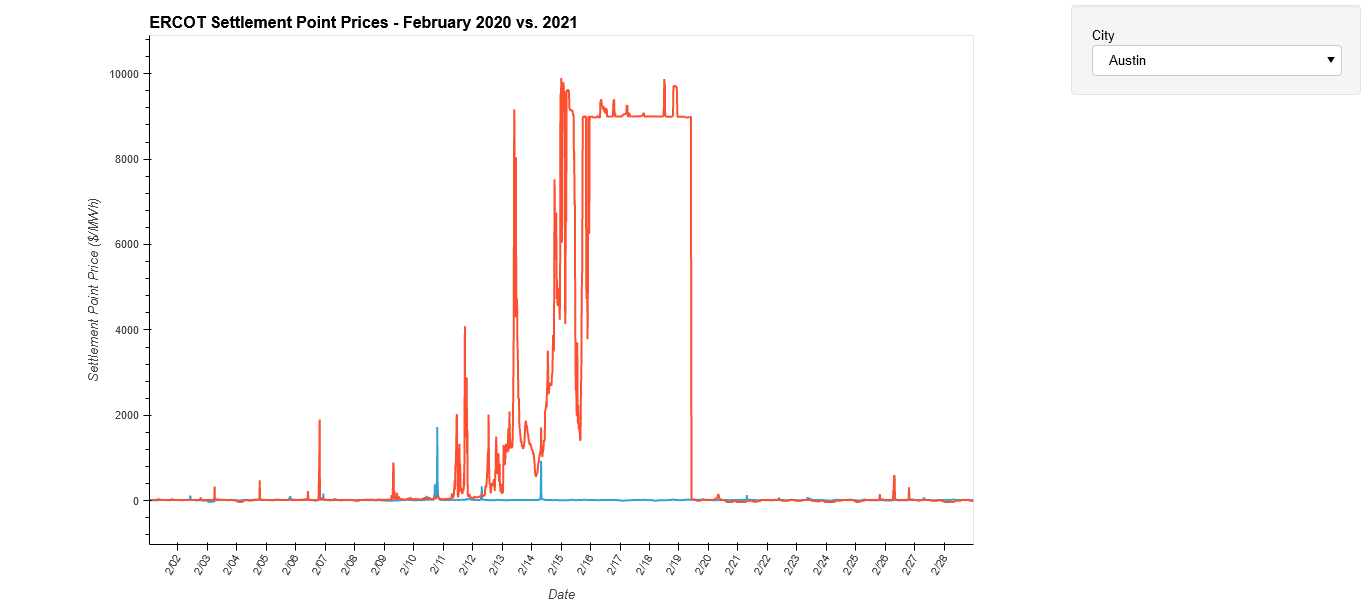 ERCOT Settlement Point Prices - February 2020 vs. 2021
City
Austin
10000
8000
6000
4000
2000
0
Settlement Point Price ($/MWh)
2/02 2/03 2/04 2/05 2/06 2/07 2/08 2/09 2/10 2/11 2/12 2/13 2/14 2/15 2/16 2/17 2/18 2/19 2/20 2/21 2/22 2/23 2/24 2/25 2/26 2/27 2/28
Date